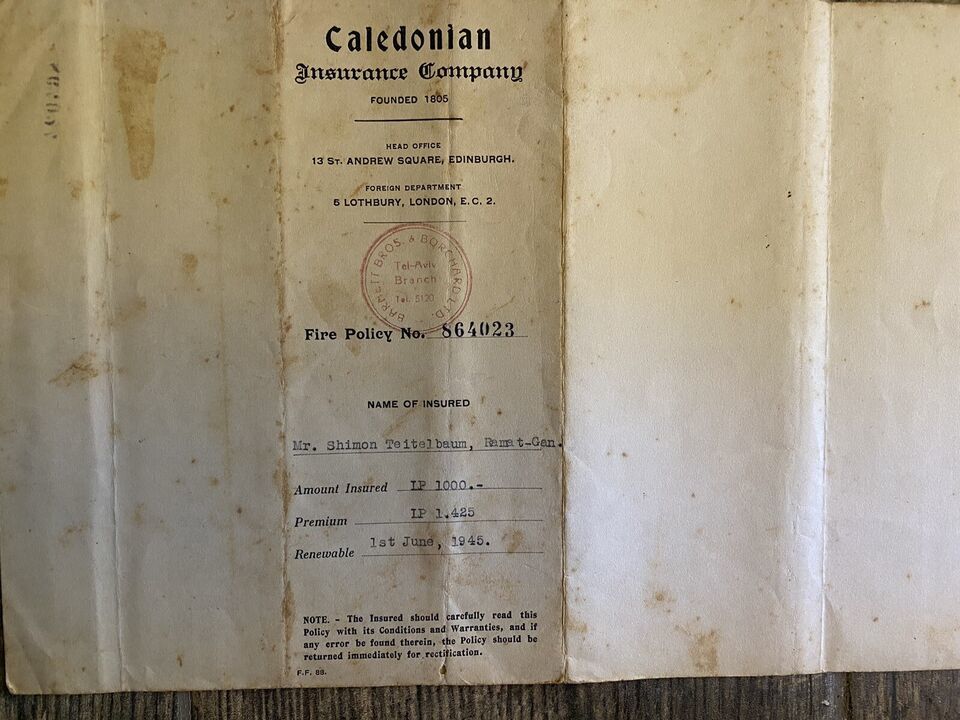 Caledonian
Insurance Company
FOUNDED 1805
HEAD OFFICE
13 ST. ANDREW SQUARE, EDINBURGH.
FOREIGN DEPARTMENT
5 LOTHBURY, LONDON, E.C. 2.
BARNETT BROS. & BORCHARD LTD.
Tel-Aviv
Branch
Tel. 5120
Fire Policy No. 864023
NAME OF INSURED
Mr. Shimon Teitelbaum, Ramat-Gan.
Amount Insured LP 1000.-
Premium LP 1.425
Renewable 1st June, 1945.
NOTE. - The Insured should carefully read this
Policy with its Conditions and Warranties, and if
any error be found therein, the Policy should be
returned immediately for rectification.
F.F. 88.